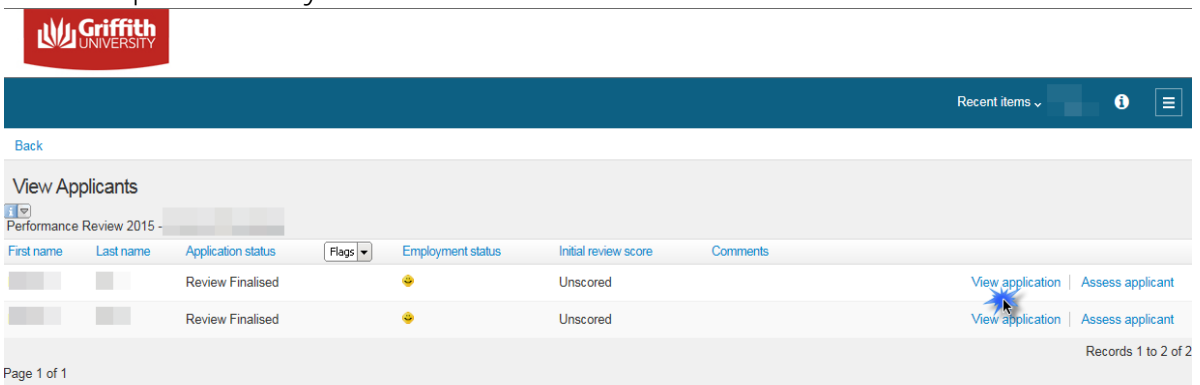 Griffith
UNIVERSITY
Recent items
Back
View Applicants
Performance Review 2015 -
First name Last name Application status Flags Employment status Initial review score Comments
Review Finalised Unscored View application | Assess applicant
Review Finalised Unscored View application | Assess applicant
Records 1 to 2 of 2
Page 1 of 1